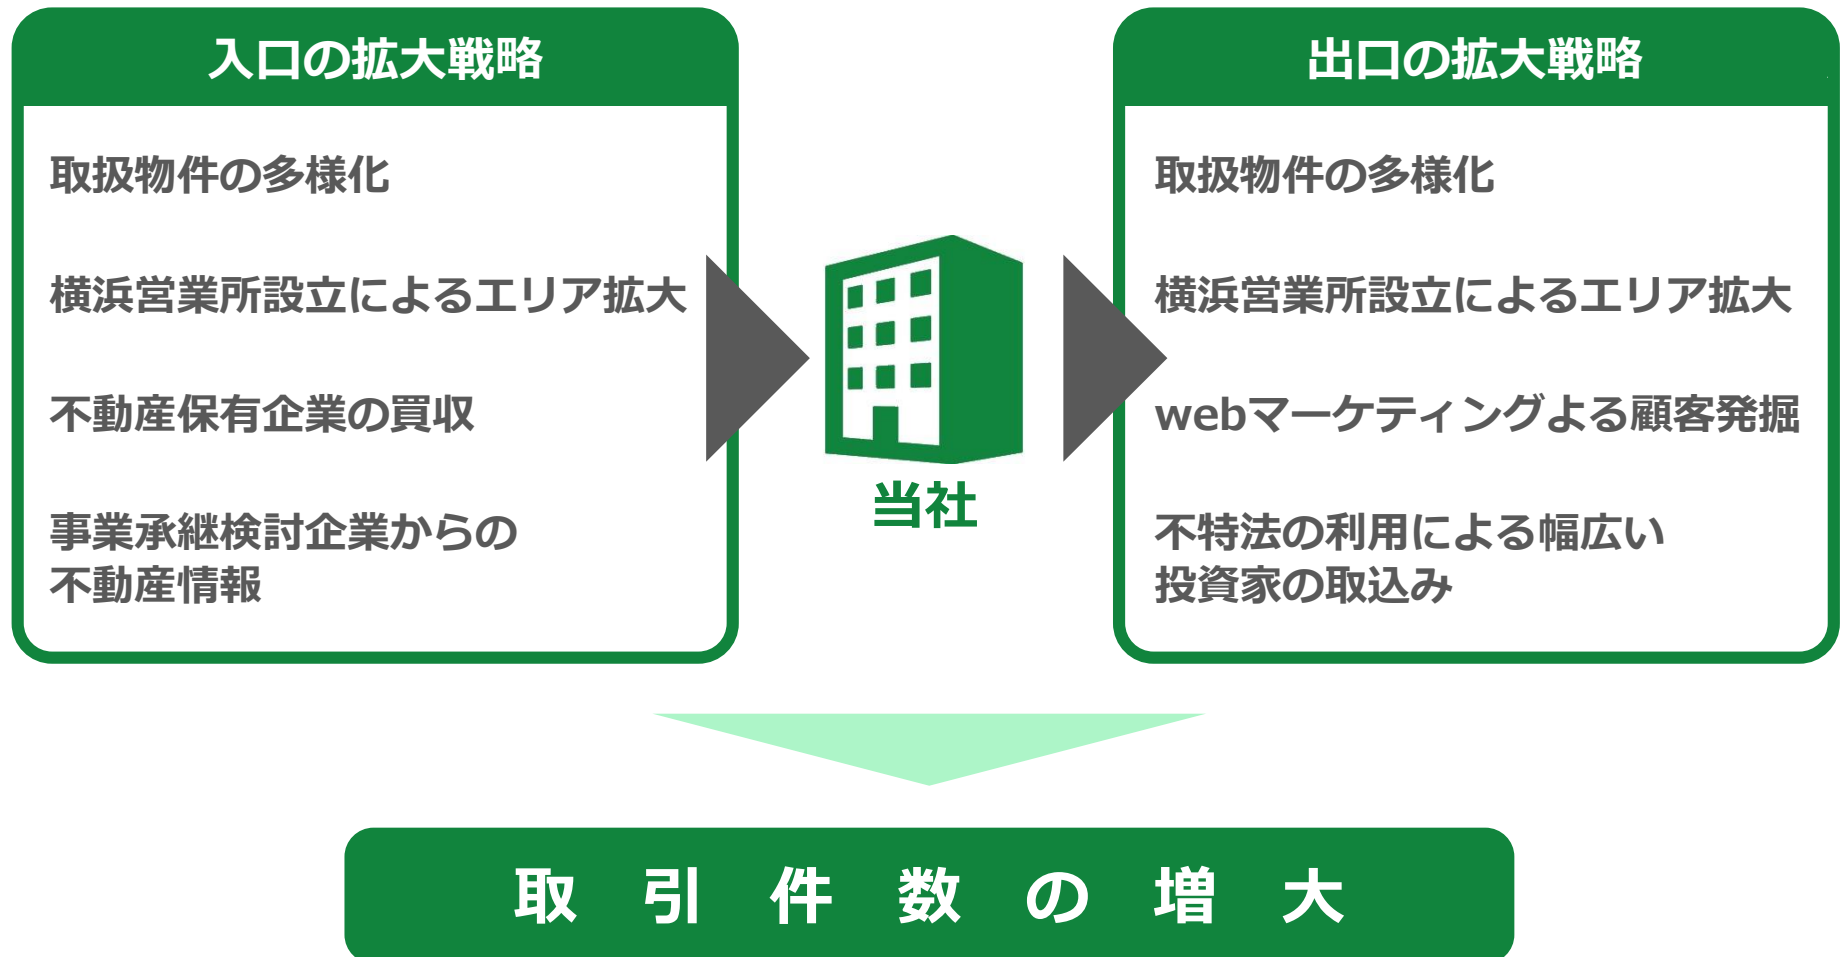 入口の拡大戦略
取扱物件の多様化
横浜営業所設立によるエリア拡大
不動産保有企業の買収
事業承継検討企業からの
不動産情報
当社
出口の拡大戦略
取扱物件の多様化
横浜営業所設立によるエリア拡大
webマーケティングよる顧客発掘
不特法の利用による幅広い
投資家の取込み
取引件数の増大